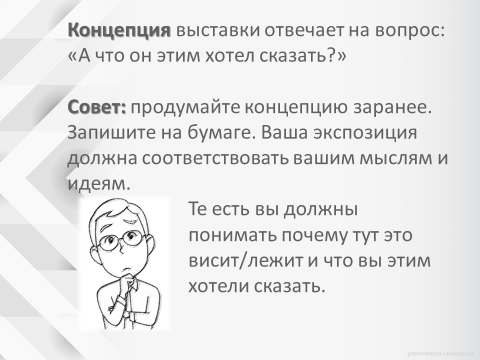 Концепция выставки отвечает на вопрос:
«А что он этим хотел сказать?»
Совет: продумайте концепцию заранее.
Запишите на бумаге. Ваша экспозиция
должна соответствовать вашим мыслям и
идеям.
Те есть вы должны
понимать почему тут это
висит/лежит и что вы этим
хотели сказать.